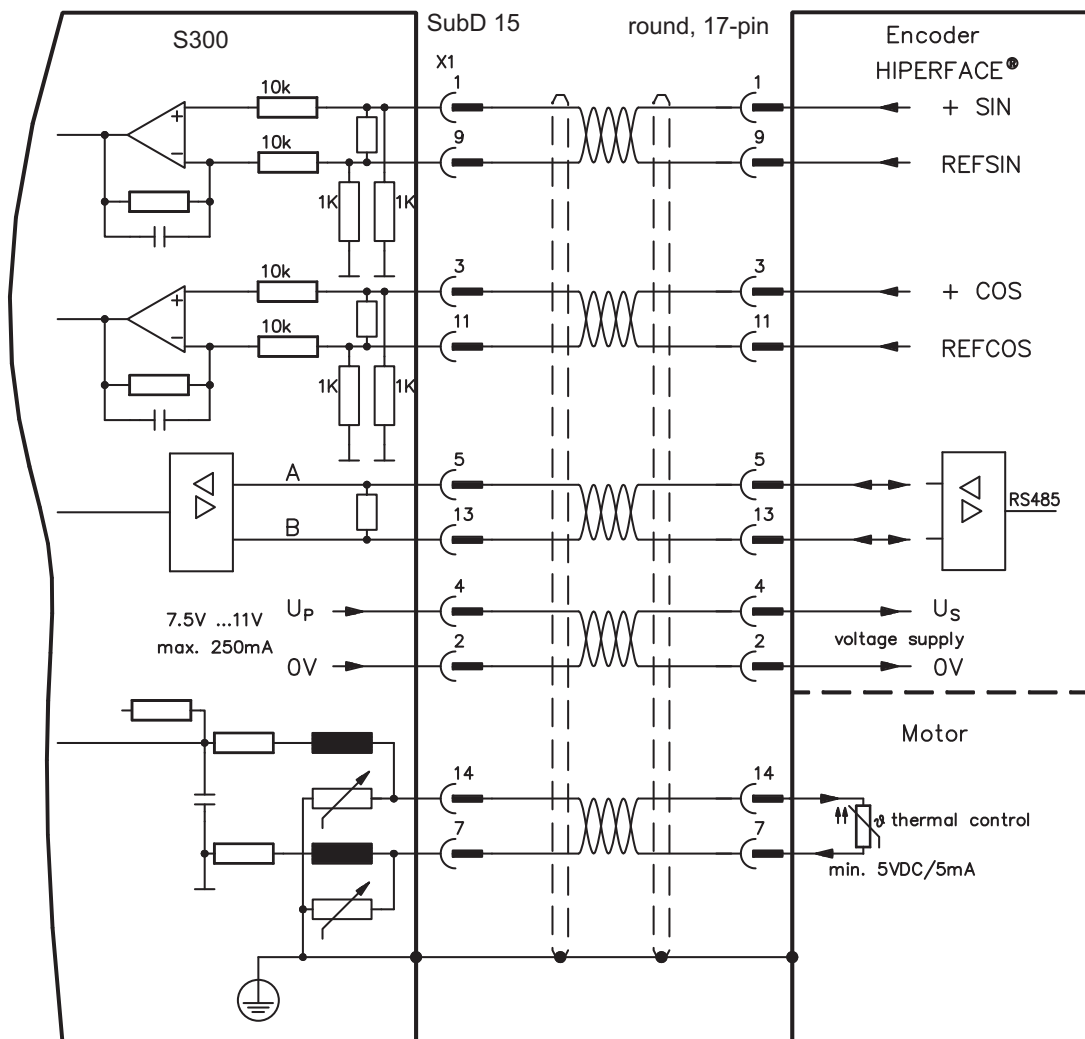 S300
SubD 15
round, 17-pin
Encoder
HIPERFACE®
X1
10k
1
1
+ SIN
10k
9
9
REFSIN
1K
1K
10k
3
3
+ COS
10k
11
11
REFCOS
1K
1K
A
5
5
RS485
B
13
13
7.5V ...11V
max. 250mA
UP
4
4
US
voltage supply
0V
2
2
0V
Motor
14
14
ϑ thermal control
7
7
min. 5VDC/5mA